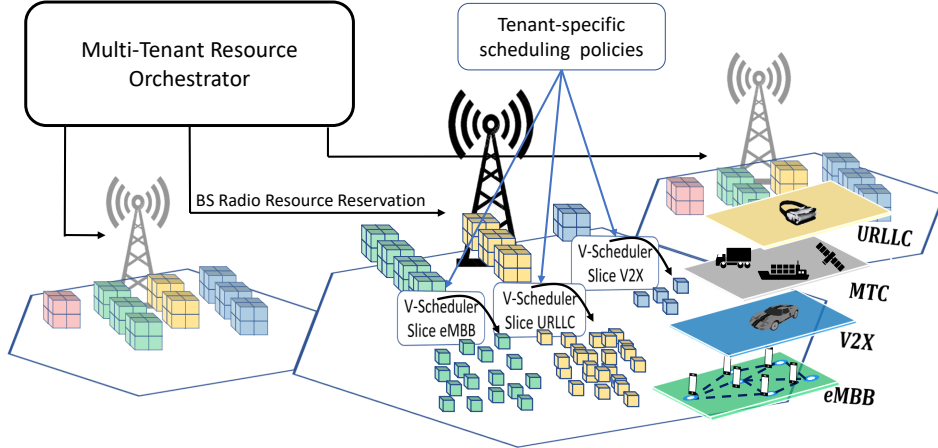 Multi-Tenant Resource
Orchestrator
Tenant-specific
scheduling policies
BS Radio Resource Reservation
V-Scheduler
Slice V2X
V-Scheduler
Slice eMBB
V-Scheduler
Slice URLLC
URLLC
MTC
V2X
eMBB